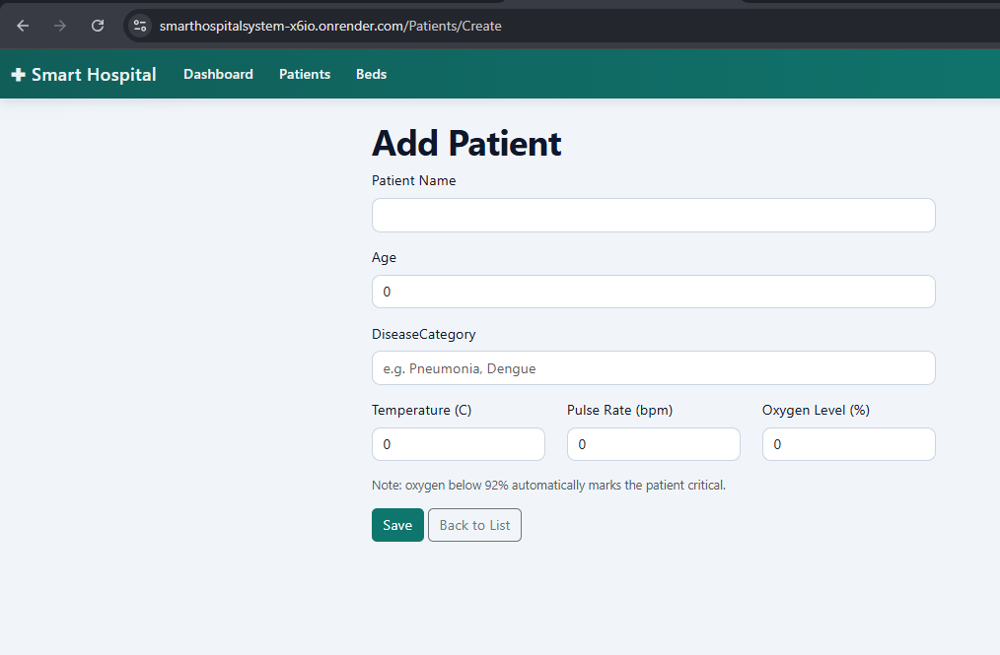 smarthospitalsystem-x6io.onrender.com/Patients/Create
Smart Hospital Dashboard Patients Beds
Add Patient
Patient Name
Age
0
DiseaseCategory
e.g. Pneumonia, Dengue
Temperature (C) Pulse Rate (bpm) Oxygen Level (%)
0 0 0
Note: oxygen below 92% automatically marks the patient critical.
Save Back to List